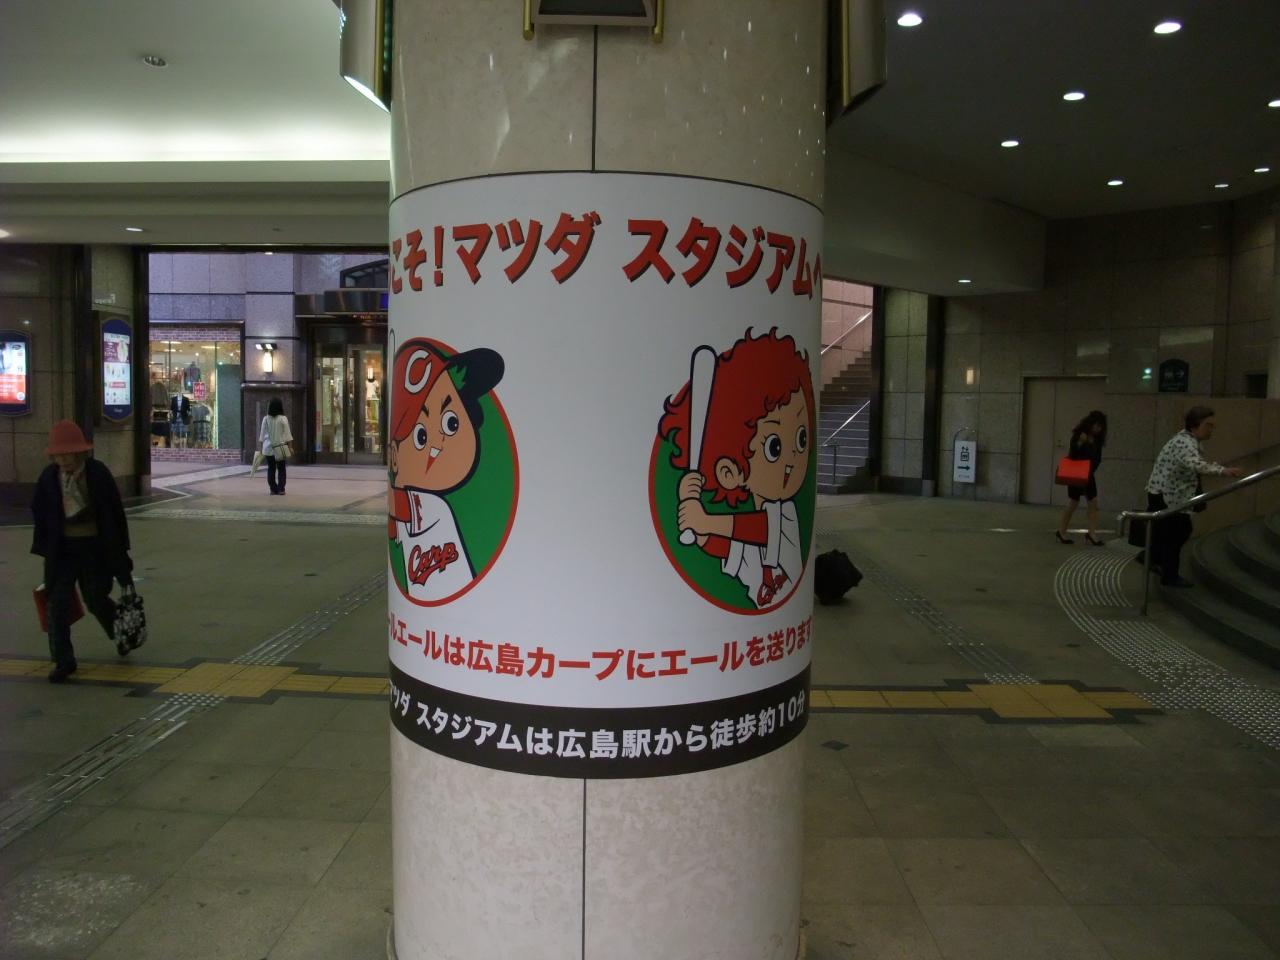 こそ!マツダ スタジアムへ
Carp
Carp
ールエールは広島カープにエールを送ります
マツダ スタジアムは広島駅から徒歩約10分